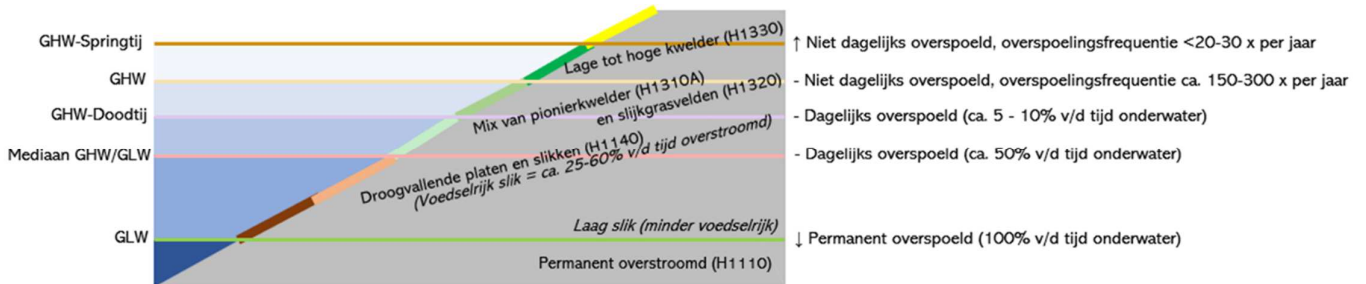 GHW-Springtij
GHW
GHW-Doodtij
Mediaan GHW/GLW
GLW
Lage tot hoge kwelder (H1330)
Mix van pionierkwelder (H1310A)
en slijkgrasvelden (H1320)
Droogvallende platen en slikken (H1140)
(Voedselrijk slik = ca. 25-60% v/d tijd overstroomd)
Laag slik (minder voedselrijk)
Permanent overstroomd (H1110)
↑ Niet dagelijks overspoeld, overspoelingsfrequentie <20-30 x per jaar
- Niet dagelijks overspoeld, overspoelingsfrequentie ca. 150-300 x per jaar
- Dagelijks overspoeld (ca. 5 - 10% v/d tijd onderwater)
- Dagelijks overspoeld (ca. 50% v/d tijd onderwater)
↓ Permanent overspoeld (100% v/d tijd onderwater)